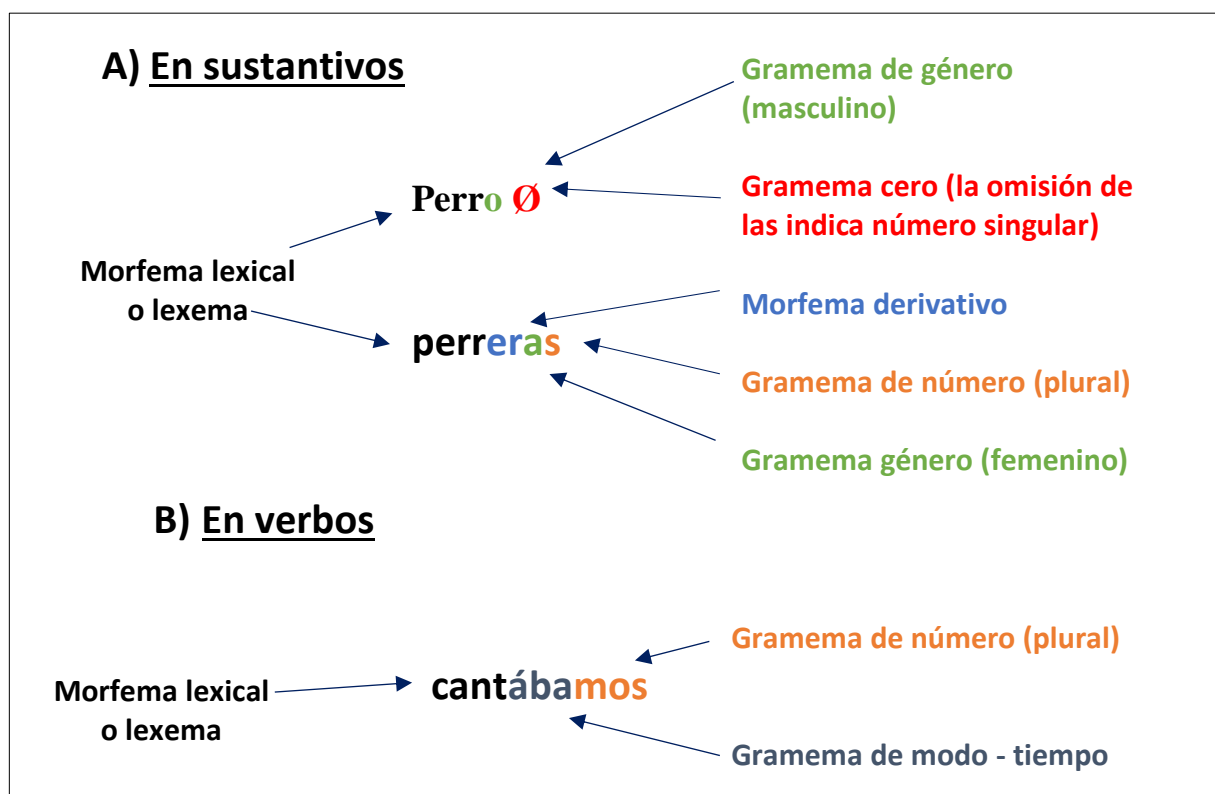 A) En sustantivos
Gramema de género
(masculino)
Perro Ø
Gramema cero (la omisión de
las indica número singular)
Morfema lexical
o lexema
Morfema derivativo
perreras
Gramema de número (plural)
Gramema género (femenino)
B) En verbos
Gramema de número (plural)
cantábamos
Morfema lexical
o lexema
Gramema de modo - tiempo